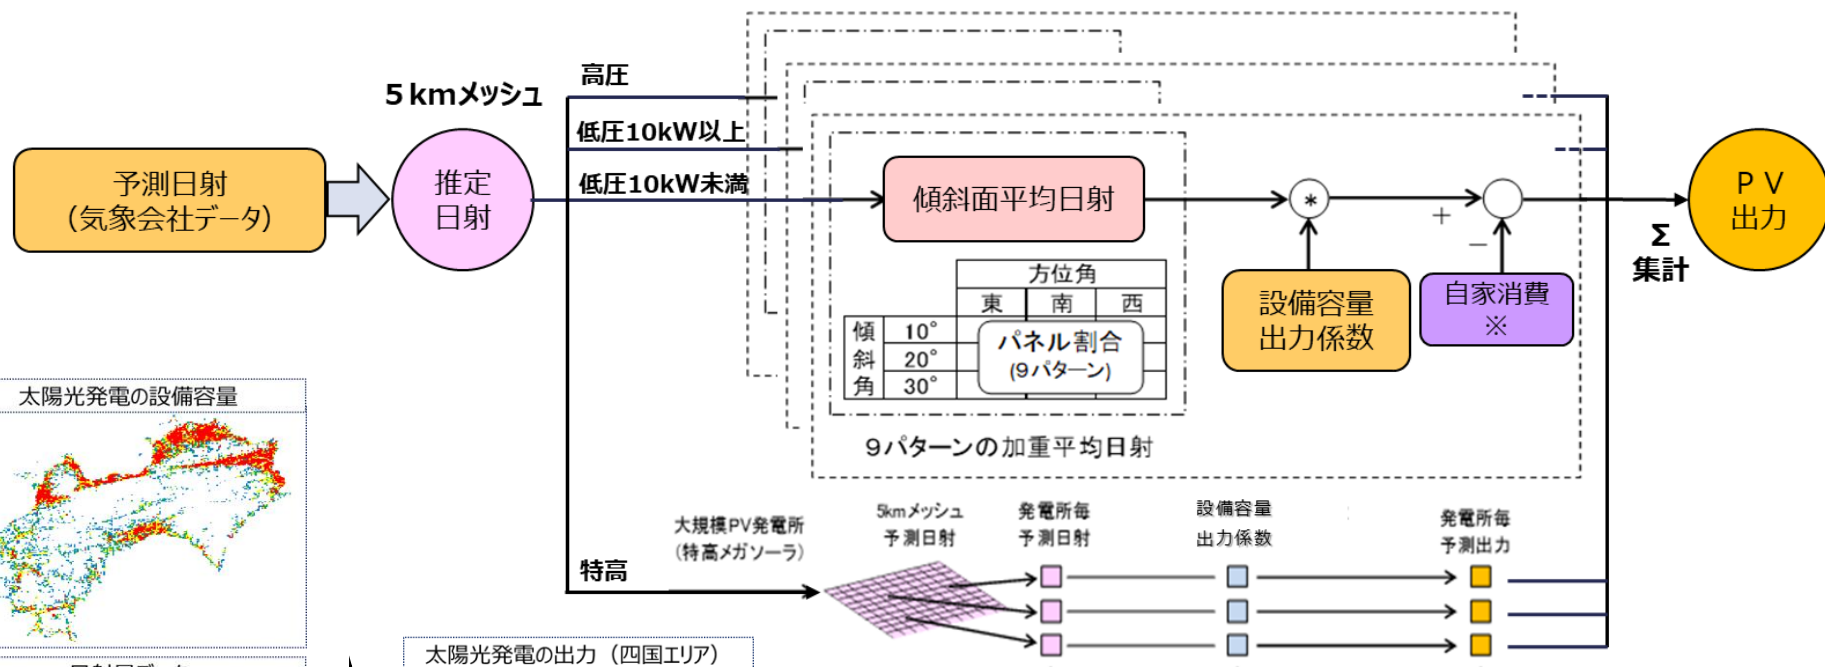 ５kmメッシュ
高圧
低圧10kW以上
低圧10kW未満
予測日射
（気象会社データ）
推定
日射
傾斜面平均日射
*
＋
－
Σ
集計
ＰＶ
出力
方位角
東 南 西
傾
斜
角
10°
20°
30°
パネル割合
(9パターン)
設備容量
出力係数
自家消費
※
9パターンの加重平均日射
太陽光発電の設備容量
特高
大規模PV発電所
（特高メガソーラ）
5kmメッシュ
予測日射
発電所毎
予測日射
設備容量
出力係数
発電所毎
予測出力
太陽光発電の出力（四国エリア）